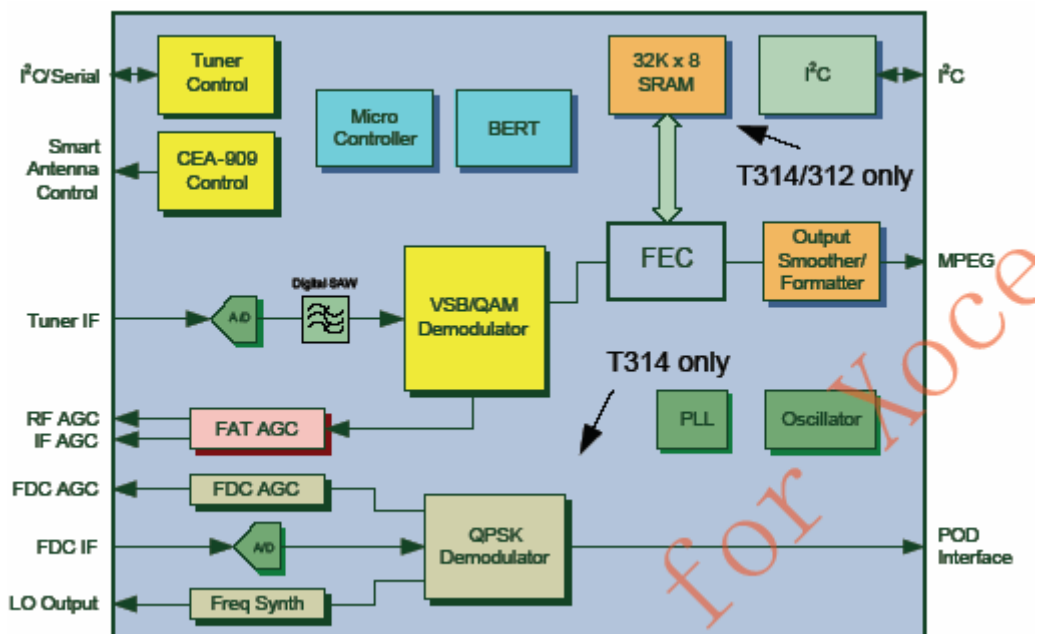 I²C/Serial
Tuner
Control
32K x 8
SRAM
I²C
I²C
Micro
Controller
BERT
Smart
Antenna
Control
CEA-909
Control
T314/312 only
FEC
Output
Smoother/
Formatter
MPEG
Digital SAW
VSB/QAM
Demodulator
Tuner IF
A/D
T314 only
RF AGC
IF AGC
FAT AGC
PLL
Oscillator
FDC AGC
FDC AGC
FDC IF
A/D
QPSK
Demodulator
POD
Interface
LO Output
Freq Synth
for Xoce